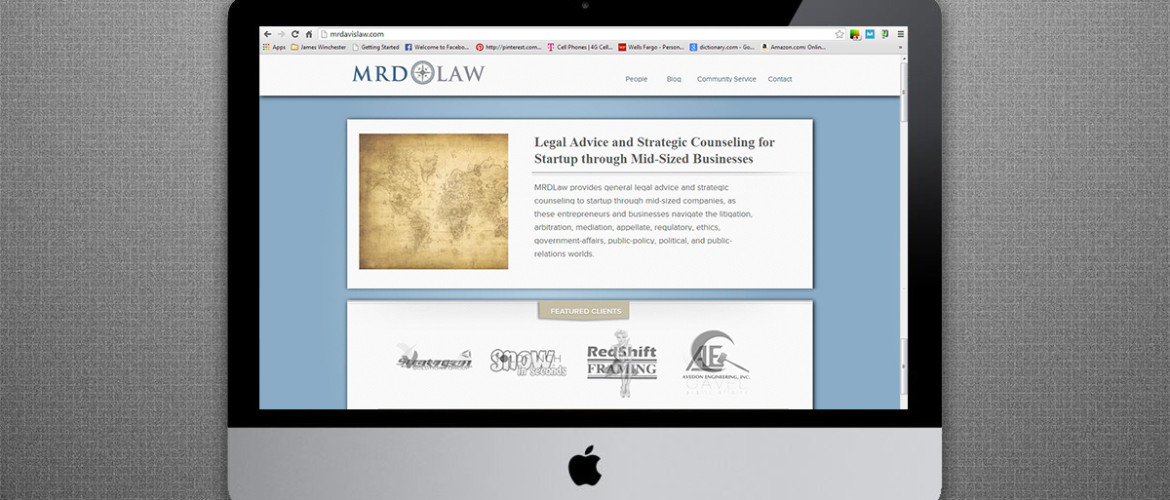 mrdavislaw.com
Apps James Winchester Getting Started Welcome to Facebo... http://pinterest.com... Cell Phones | 4G Cell... Wells Fargo - Person... dictionary.com - Go... Amazon.com: Onlin...
MRD LAW
People Blog Community Service Contact
Legal Advice and Strategic Counseling for
Startup through Mid-Sized Businesses
MRDLaw provides general legal advice and strategic
counseling to startup through mid-sized companies, as
these entrepreneurs and businesses navigate the litigation,
arbitration, mediation, appellate, regulatory, ethics,
government-affairs, public-policy, political, and public-
relations worlds.
FEATURED CLIENTS
Snow
in Seconds
RedShift
FRAMING
AE
AVEDON ENGINEERING, INC.
GAVEL